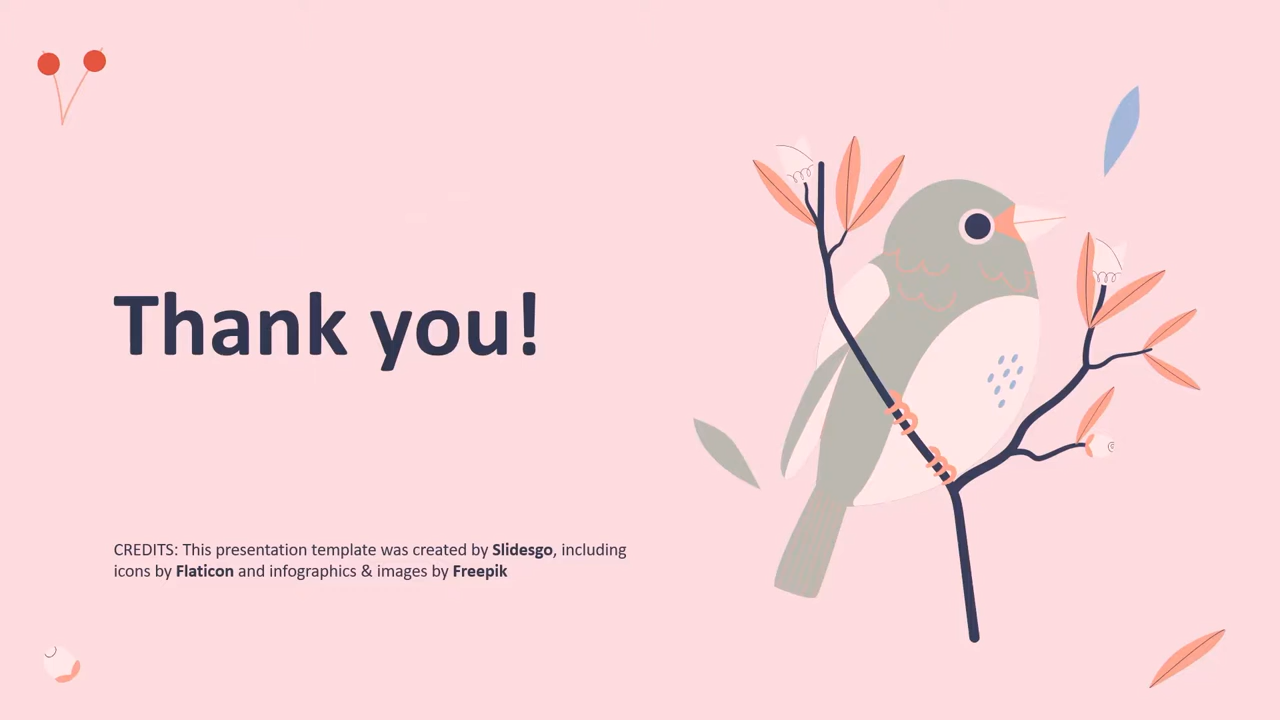 Thank you!
CREDITS: This presentation template was created by Slidesgo, including
icons by Flaticon and infographics & images by Freepik